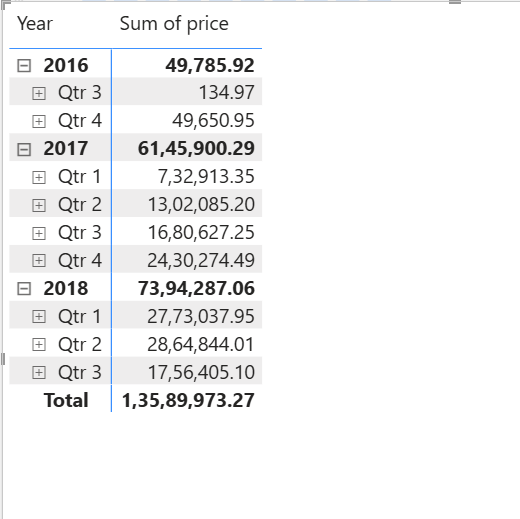 Year Sum of price
2016 49,785.92
Qtr 3 134.97
Qtr 4 49,650.95
2017 61,45,900.29
Qtr 1 7,32,913.35
Qtr 2 13,02,085.20
Qtr 3 16,80,627.25
Qtr 4 24,30,274.49
2018 73,94,287.06
Qtr 1 27,73,037.95
Qtr 2 28,64,844.01
Qtr 3 17,56,405.10
Total 1,35,89,973.27